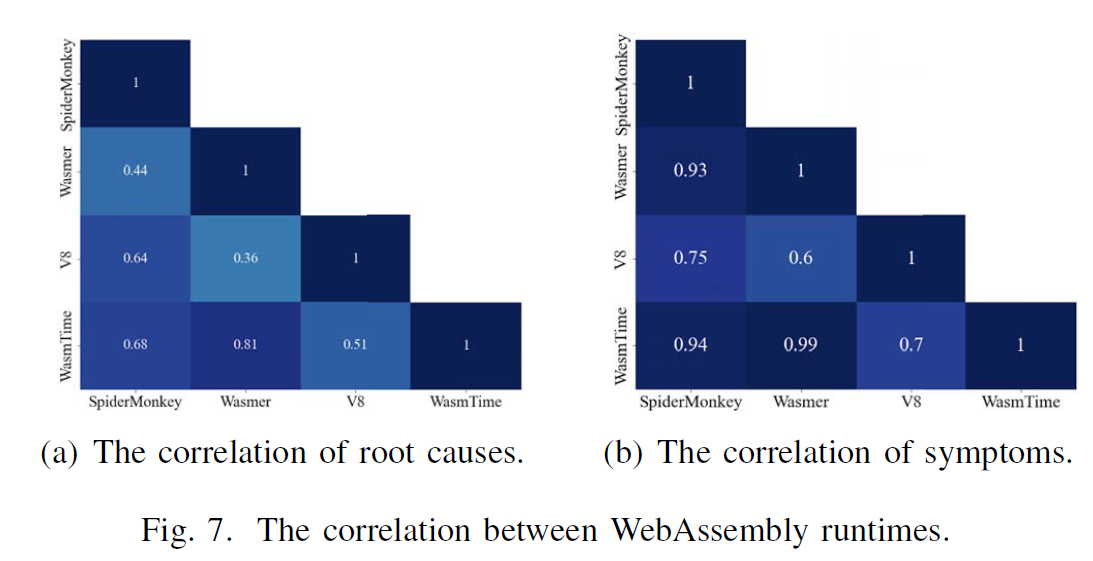 SpiderMonkey
1
Wasmer
0.44
1
V8
0.64
0.36
1
WasmTime
0.68
0.81
0.51
1
SpiderMonkey
Wasmer
V8
WasmTime
(a) The correlation of root causes.
SpiderMonkey
1
Wasmer
0.93
1
V8
0.75
0.6
1
WasmTime
0.94
0.99
0.7
1
SpiderMonkey
Wasmer
V8
WasmTime
(b) The correlation of symptoms.
Fig. 7. The correlation between WebAssembly runtimes.